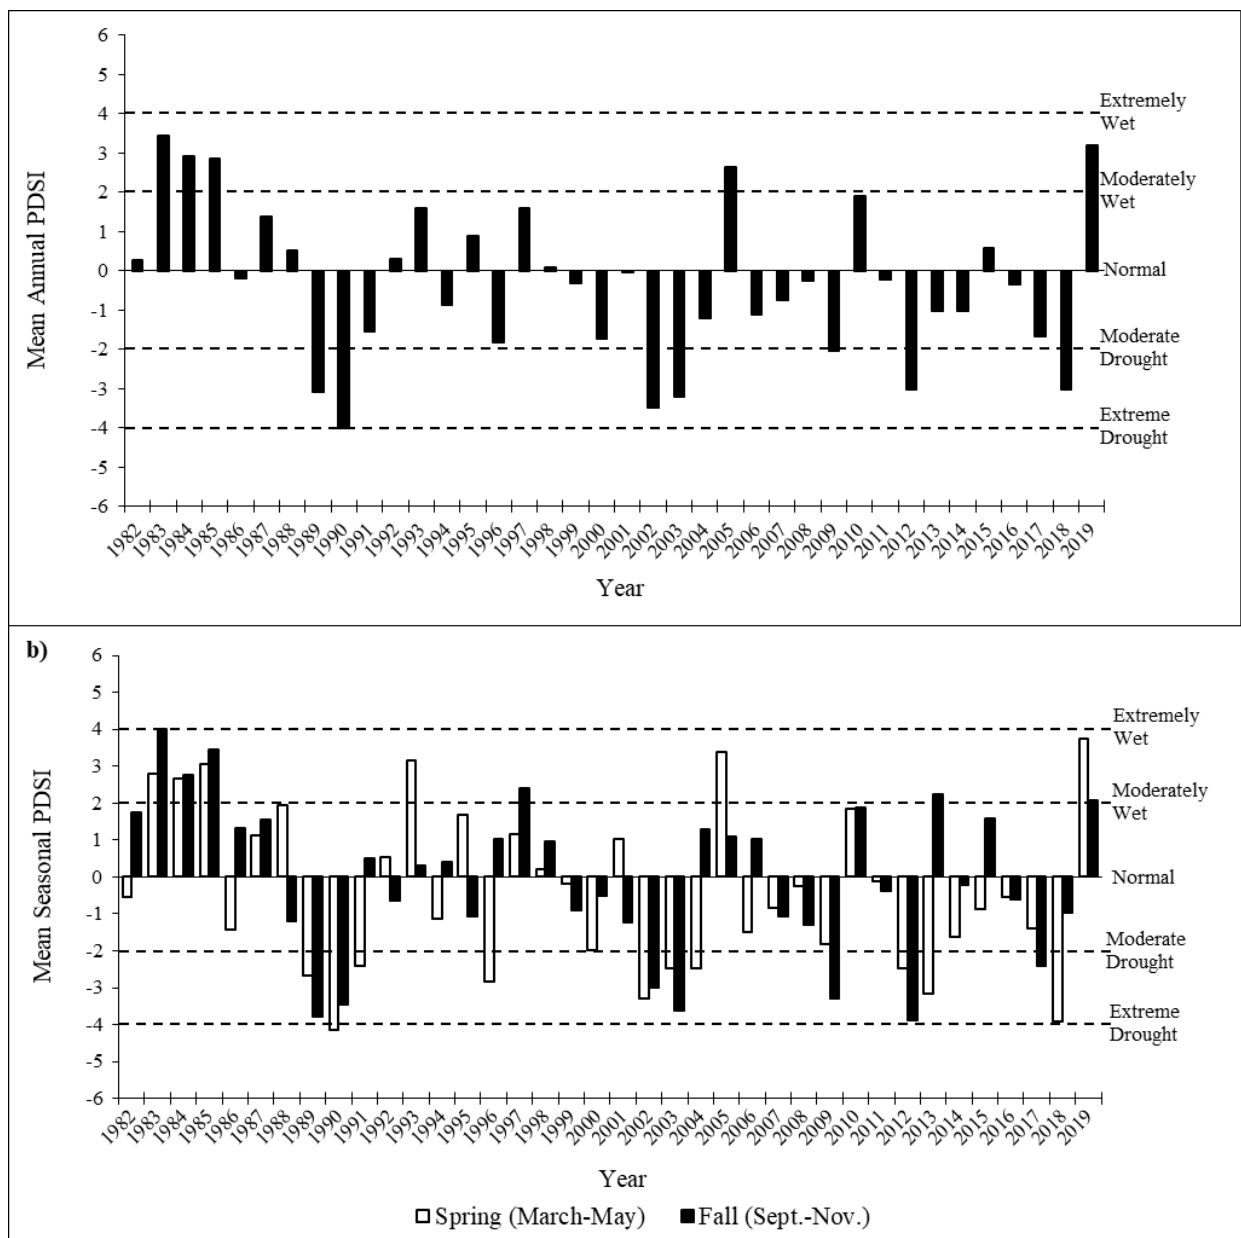 6
5
4
3
2
1
0
-1
-2
-3
-4
-5
-6
Mean Annual PDSI
Extremely
Wet
Moderately
Wet
Normal
Moderate
Drought
Extreme
Drought
1982 1983 1984 1985 1986 1987 1988 1989 1990 1991 1992 1993 1994 1995 1996 1997 1998 1999 2000 2001 2002 2003 2004 2005 2006 2007 2008 2009 2010 2011 2012 2013 2014 2015 2016 2017 2018 2019
Year
b)
6
5
4
3
2
1
0
-1
-2
-3
-4
-5
-6
Mean Seasonal PDSI
Extremely
Wet
Moderately
Wet
Normal
Moderate
Drought
Extreme
Drought
1982 1983 1984 1985 1986 1987 1988 1989 1990 1991 1992 1993 1994 1995 1996 1997 1998 1999 2000 2001 2002 2003 2004 2005 2006 2007 2008 2009 2010 2011 2012 2013 2014 2015 2016 2017 2018 2019
Year
Spring (March-May) Fall (Sept.-Nov.)